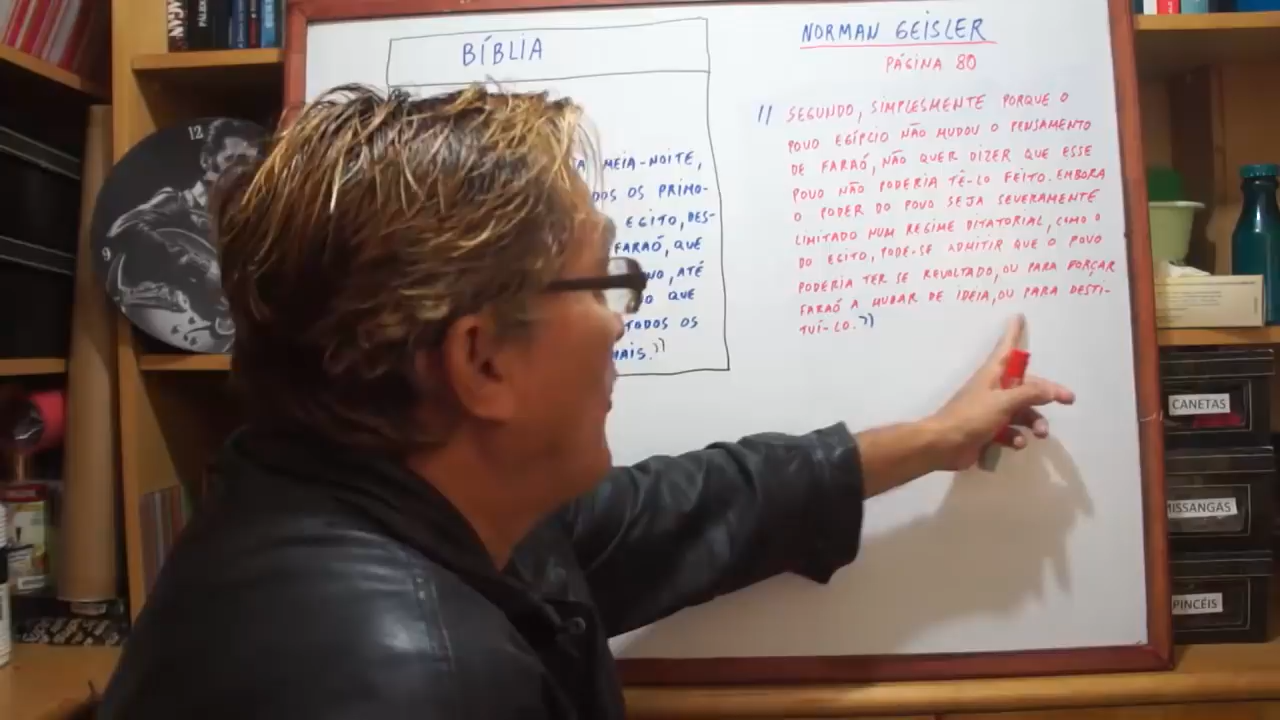 BÍBLIA
A MEIA-NOITE,
DOS OS PRIMO-
EGITO, DES-
FARAÓ, QUE
NO, ATÉ
O QUE
TODOS OS
MAIS.”
NORMAN GEISLER
PÁGINA 80
“ SEGUNDO, SIMPLESMENTE PORQUE O
POVO EGÍPCIO NÃO MUDOU O PENSAMENTO
DE FARAÓ, NÃO QUER DIZER QUE ESSE
POVO NÃO PODERIA TÊ-LO FEITO. EMBORA
O PODER DO POVO SEJA SEVERAMENTE
LIMITADO NUM REGIME DITATORIAL, COMO O
DO EGITO, PODE-SE ADMITIR QUE O POVO
PODERIA TER SE REVOLTADO, OU PARA FORÇAR
FARAÓ A MUDAR DE IDEIA, OU PARA DESTI-
TUÍ-LO.”
12
9
CANETAS
MISSANGAS
PINCÉIS